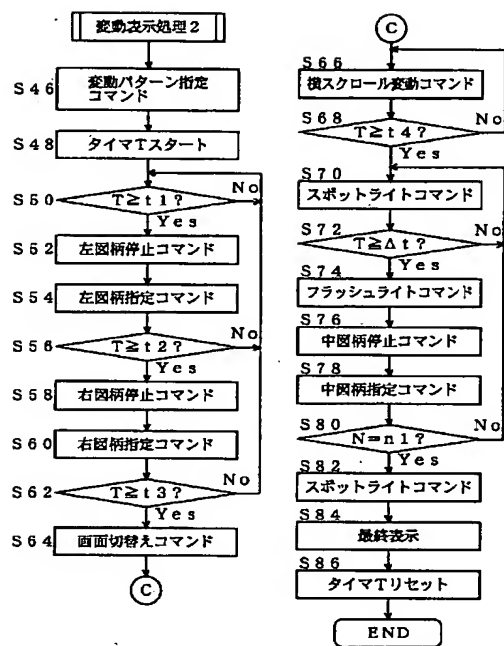 変動表示処理2
S46
変動パターン指定
コマンド
S48
タイマTスタート
No
S50
T≧t1?
Yes
S52
左図柄停止コマンド
S54
左図柄指定コマンド
No
S56
T≧t2?
Yes
S58
右図柄停止コマンド
S60
右図柄指定コマンド
No
S62
T≧t3?
Yes
S64
画面切替えコマンド
C
C
S66
横スクロール変動コマンド
S68
T≧t4?
No
Yes
S70
スポットライトコマンド
S72
No
T≧Δt?
Yes
S74
フラッシュライトコマンド
S76
中図柄停止コマンド
S78
中図柄指定コマンド
S80
No
N=n1?
Yes
S82
スポットライトコマンド
S84
最終表示
S86
タイマTリセット
END